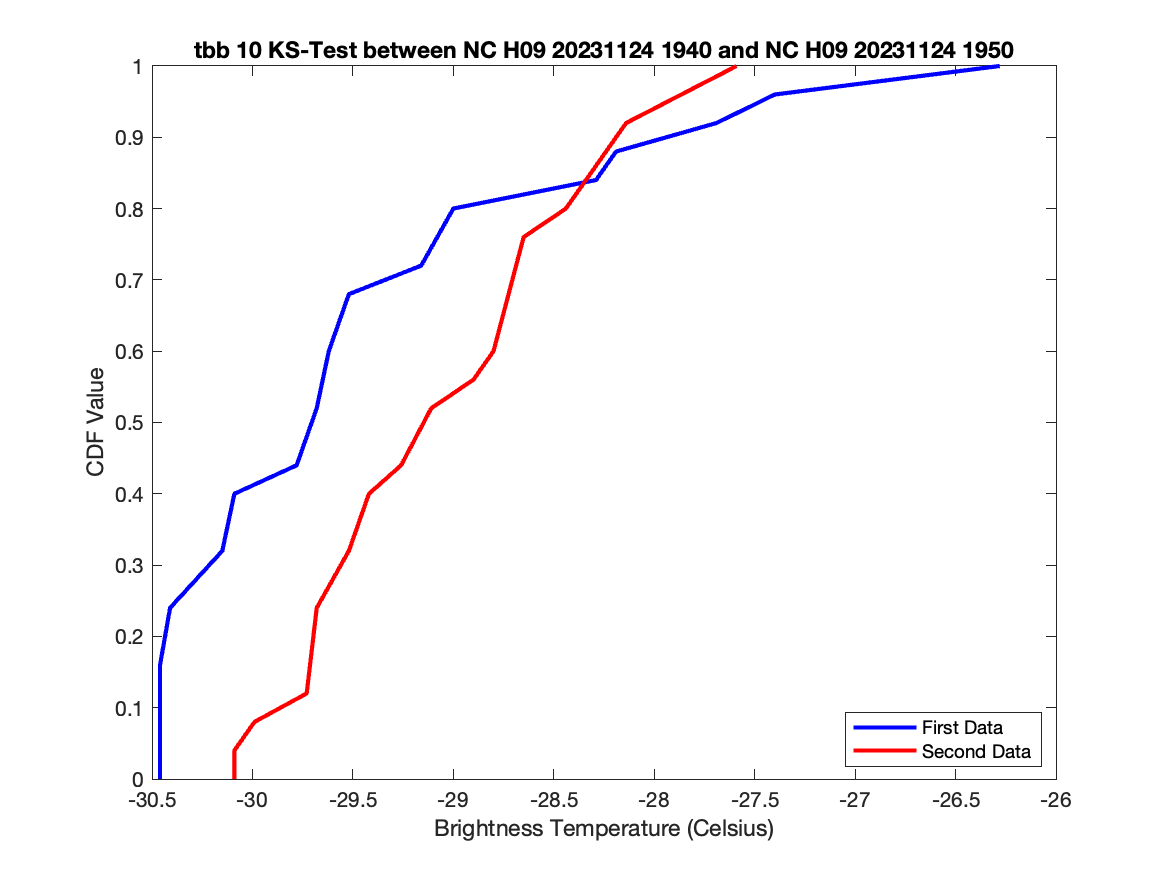 tbb 10 KS-Test between NC H09 20231124 1940 and NC H09 20231124 1950
1
0.9
0.8
0.7
0.6
0.5
0.4
0.3
0.2
0.1
0
CDF Value
-30.5 -30 -29.5 -29 -28.5 -28 -27.5 -27 -26.5 -26
Brightness Temperature (Celsius)
First Data
Second Data